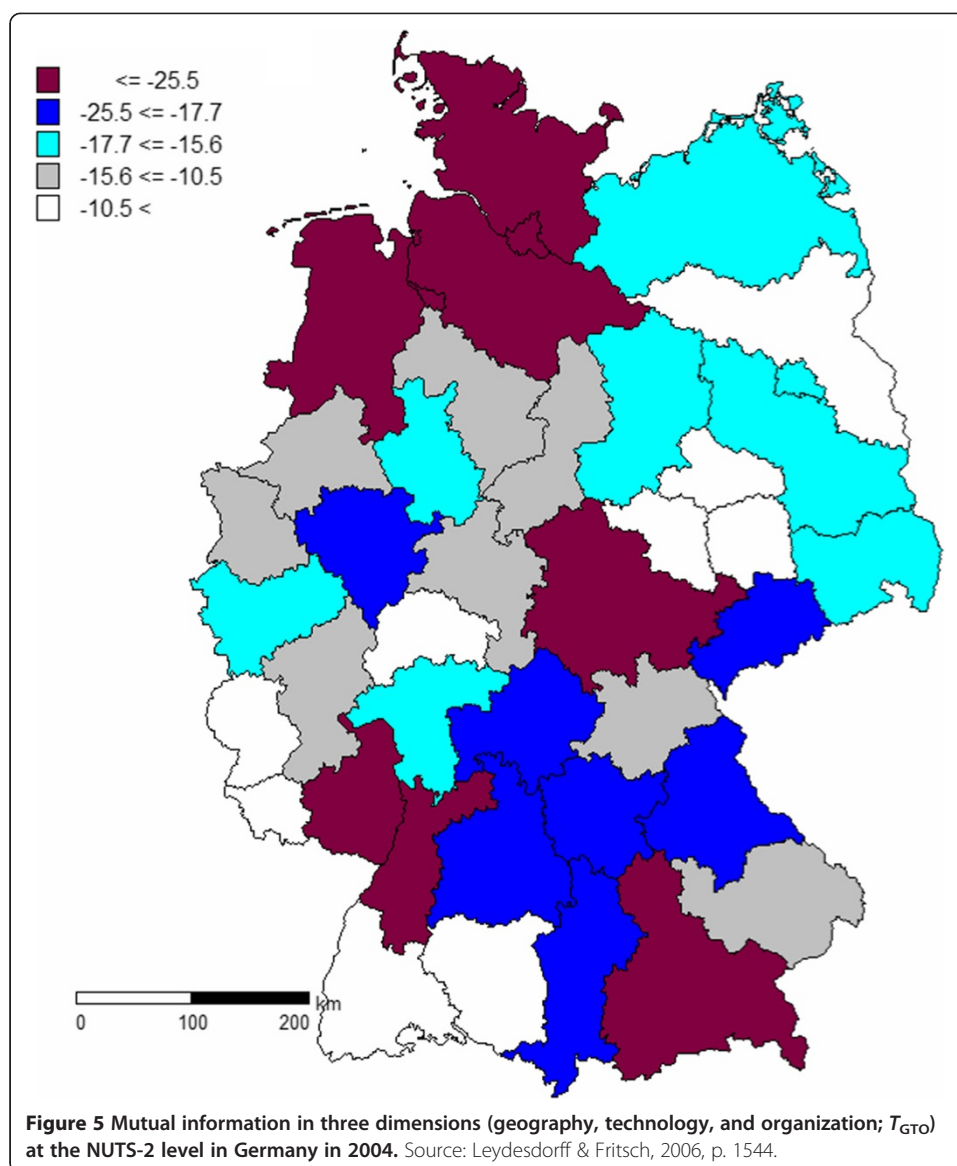 <= -25.5
-25.5 <= -17.7
-17.7 <= -15.6
-15.6 <= -10.5
-10.5 <
km
0 100 200
Figure 5 Mutual information in three dimensions (geography, technology, and organization; TGTO)
at the NUTS-2 level in Germany in 2004. Source: Leydesdorff & Fritsch, 2006, p. 1544.